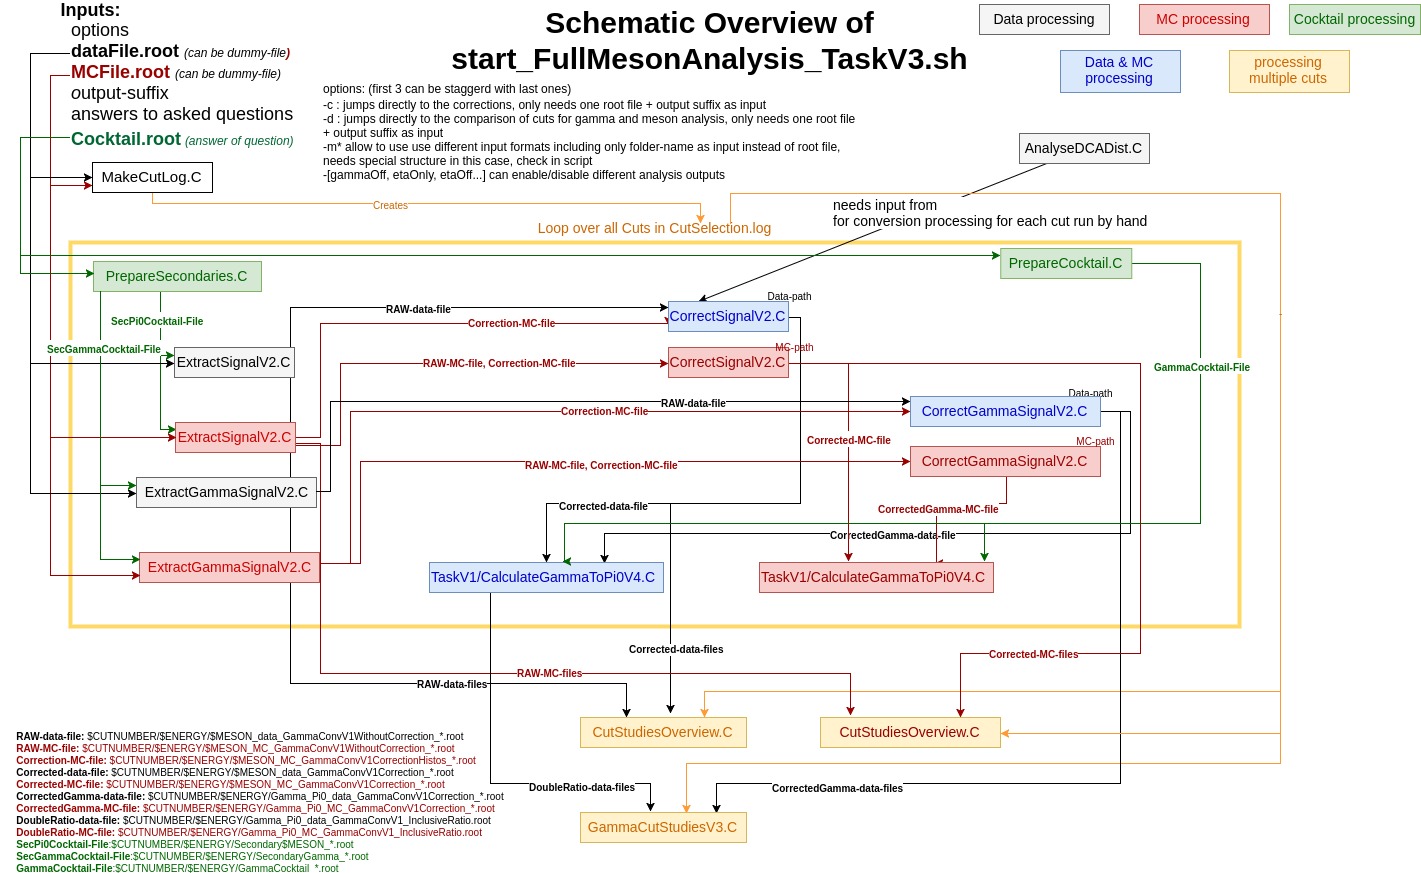 Inputs:
options
dataFile.root (can be dummy-file)
MCFile.root (can be dummy-file)
output-suffix
answers to asked questions
Cocktail.root (answer of question)
Schematic Overview of
start_FullMesonAnalysis_TaskV3.sh
options: (first 3 can be staggerd with last ones)
-c : jumps directly to the corrections, only needs one root file + output suffix as input
-d : jumps directly to the comparison of cuts for gamma and meson analysis, only needs one root file
+ output suffix as input
-m* allow to use use different input formats including only folder-name as input instead of root file,
needs special structure in this case, check in script
-[gammaOff, etaOnly, etaOff...] can enable/disable different analysis outputs
Data processing
MC processing
Cocktail processing
Data & MC
processing
processing
multiple cuts
AnalyseDCADist.C
MakeCutLog.C
Creates
needs input from
for conversion processing for each cut run by hand
Loop over all Cuts in CutSelection.log
PrepareSecondaries.C
PrepareCocktail.C
SecPi0Cocktail-File
SecGammaCocktail-File
RAW-data-file
Data-path
CorrectSignalV2.C
Correction-MC-file
ExtractSignalV2.C
RAW-MC-file, Correction-MC-file
MC-path
CorrectSignalV2.C
GammaCocktail-File
RAW-data-file
Data-path
Correction-MC-file
CorrectGammaSignalV2.C
ExtractSignalV2.C
Corrected-MC-file
MC-path
RAW-MC-file, Correction-MC-file
CorrectGammaSignalV2.C
ExtractGammaSignalV2.C
Corrected-data-file
CorrectedGamma-MC-file
CorrectedGamma-data-file
ExtractGammaSignalV2.C
TaskV1/CalculateGammaToPi0V4.C
TaskV1/CalculateGammaToPi0V4.C
Corrected-data-files
Corrected-MC-files
RAW-MC-files
RAW-data-files
CutStudiesOverview.C
CutStudiesOverview.C
DoubleRatio-data-files
CorrectedGamma-data-files
GammaCutStudiesV3.C
RAW-data-file: $CUTNUMBER/$ENERGY/$MESON_data_GammaConvV1WithoutCorrection_*.root
RAW-MC-file: $CUTNUMBER/$ENERGY/$MESON_MC_GammaConvV1WithoutCorrection_*.root
Correction-MC-file: $CUTNUMBER/$ENERGY/$MESON_MC_GammaConvV1CorrectionHistos_*.root
Corrected-data-file: $CUTNUMBER/$ENERGY/$MESON_data_GammaConvV1Correction_*.root
Corrected-MC-file: $CUTNUMBER/$ENERGY/$MESON_MC_GammaConvV1Correction_*.root
CorrectedGamma-data-file: $CUTNUMBER/$ENERGY/Gamma_Pi0_data_GammaConvV1Correction_*.root
CorrectedGamma-MC-file: $CUTNUMBER/$ENERGY/Gamma_Pi0_MC_GammaConvV1Correction_*.root
DoubleRatio-data-file: $CUTNUMBER/$ENERGY/Gamma_Pi0_data_GammaConvV1_InclusiveRatio.root
DoubleRatio-MC-file: $CUTNUMBER/$ENERGY/Gamma_Pi0_MC_GammaConvV1_InclusiveRatio.root
SecPi0Cocktail-File:$CUTNUMBER/$ENERGY/Secondary$MESON_*.root
SecGammaCocktail-File:$CUTNUMBER/$ENERGY/SecondaryGamma_*.root
GammaCocktail-File:$CUTNUMBER/$ENERGY/GammaCocktail_*.root